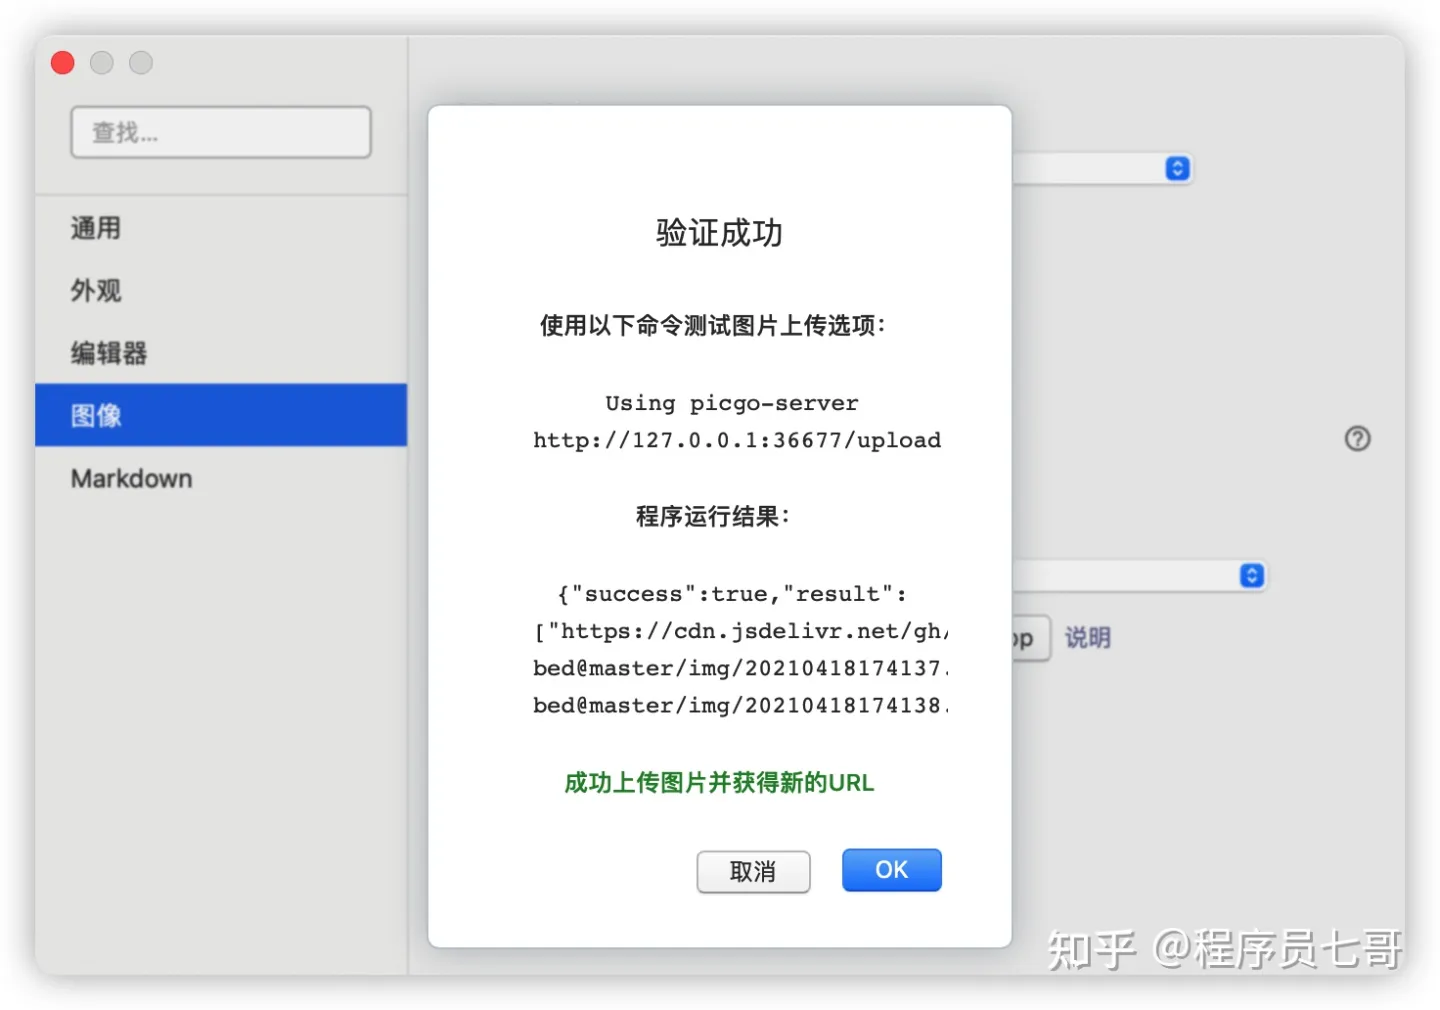 查找...
通用
外观
编辑器
图像
Markdown
验证成功
使用以下命令测试图片上传选项：
Using picgo-server
http://127.0.0.1:36677/upload
程序运行结果：
{"success":true,"result":
["https://cdn.jsdelivr.net/gh/
bed@master/img/20210418174137.
bed@master/img/20210418174138.
成功上传图片并获得新的URL
取消
OK
说明
知乎 @程序员七哥